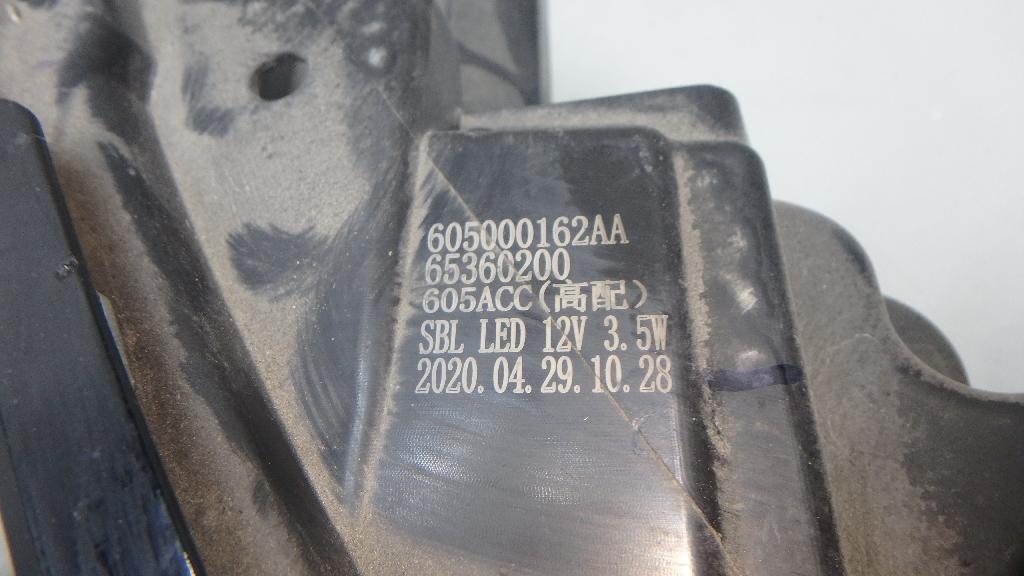 605000162AA
65360200
605ACC(高配)
SBL LED 12V 3.5W
2020.04.29.10.28